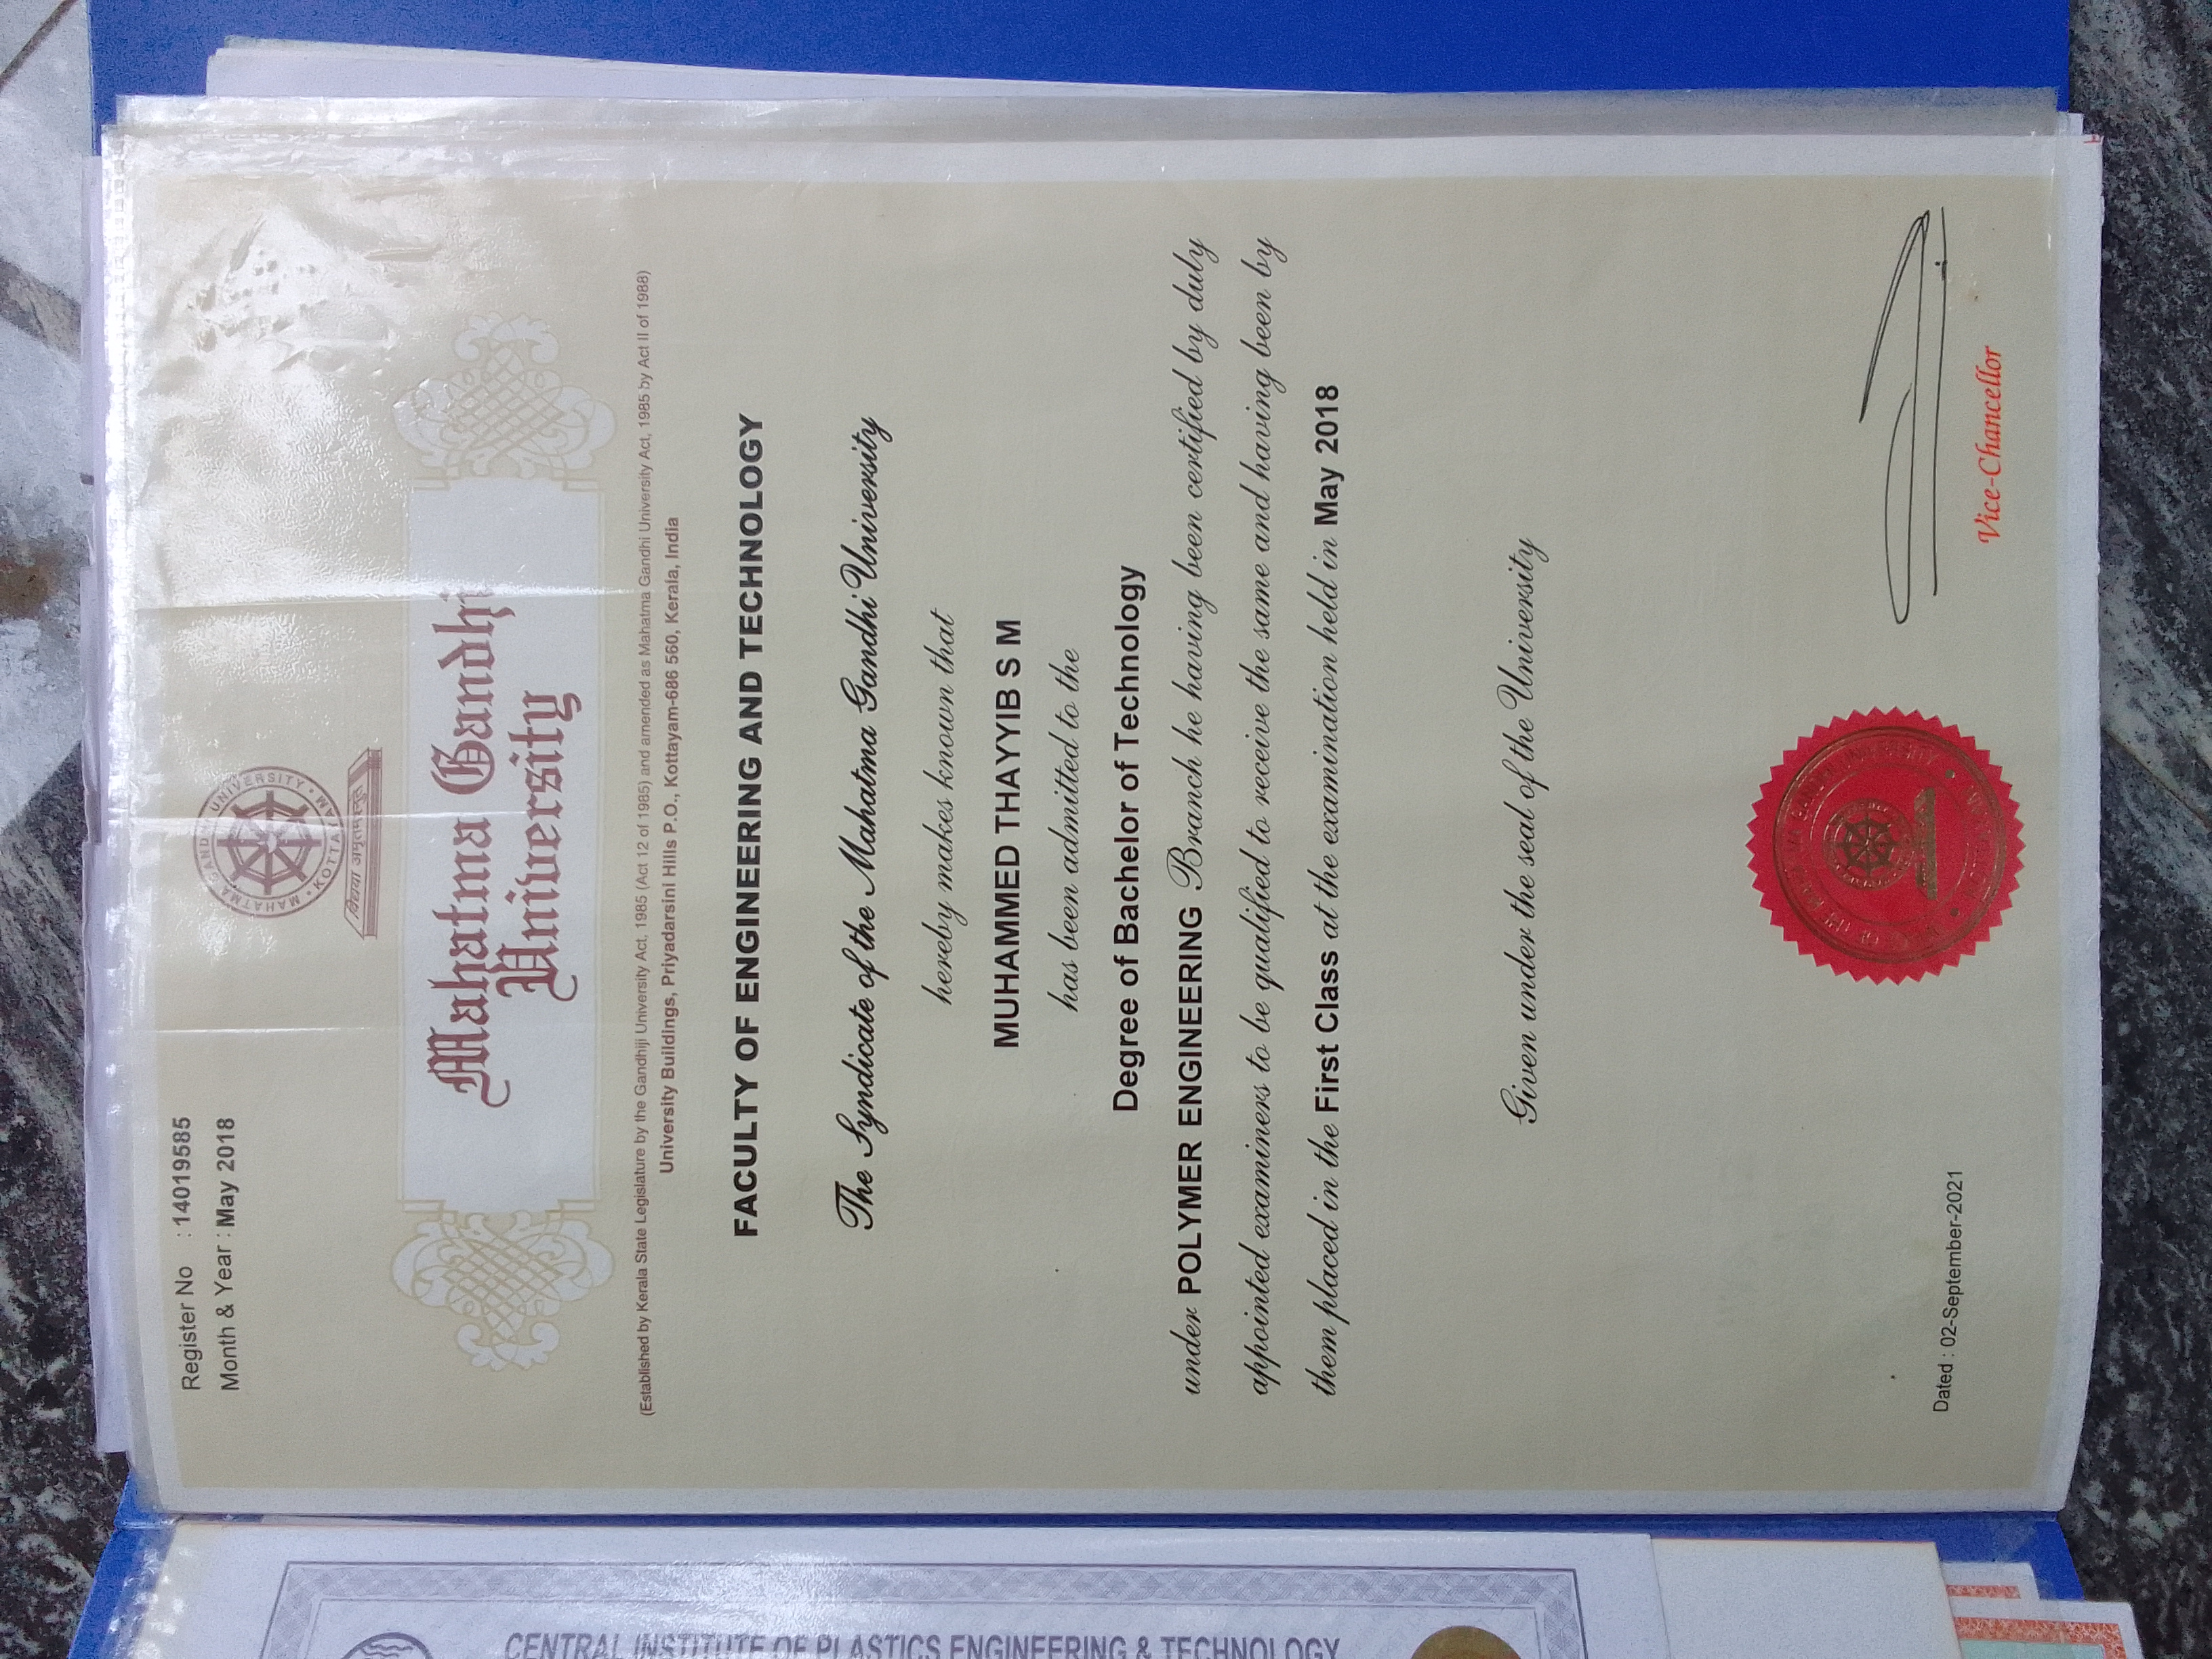 Register No : 14019585
Month & Year : May 2018
MAHATMA GANDHI UNIVERSITY • KOTTAYAM •
विद्यया अमृतमश्नुते
Mahatma Gandhi
University
(Established by Kerala State Legislature by the Gandhiji University Act, 1985 (Act 12 of 1985) and amended as Mahatma Gandhi University Act, 1985 by Act II of 1988)
University Buildings, Priyadarsini Hills P.O., Kottayam-686 560, Kerala, India
FACULTY OF ENGINEERING AND TECHNOLOGY
The Syndicate of the Mahatma Gandhi University
hereby makes known that
MUHAMMED THAYYIB S M
has been admitted to the
Degree of Bachelor of Technology
under POLYMER ENGINEERING Branch he having been certified by duly
appointed examiners to be qualified to receive the same and having been by
them placed in the First Class at the examination held in May 2018
Given under the seal of the University
Dated : 02-September-2021
Vice-Chancellor
CENTRAL INSTITUTE OF PLASTICS ENGINEERING & TECHNOLOGY